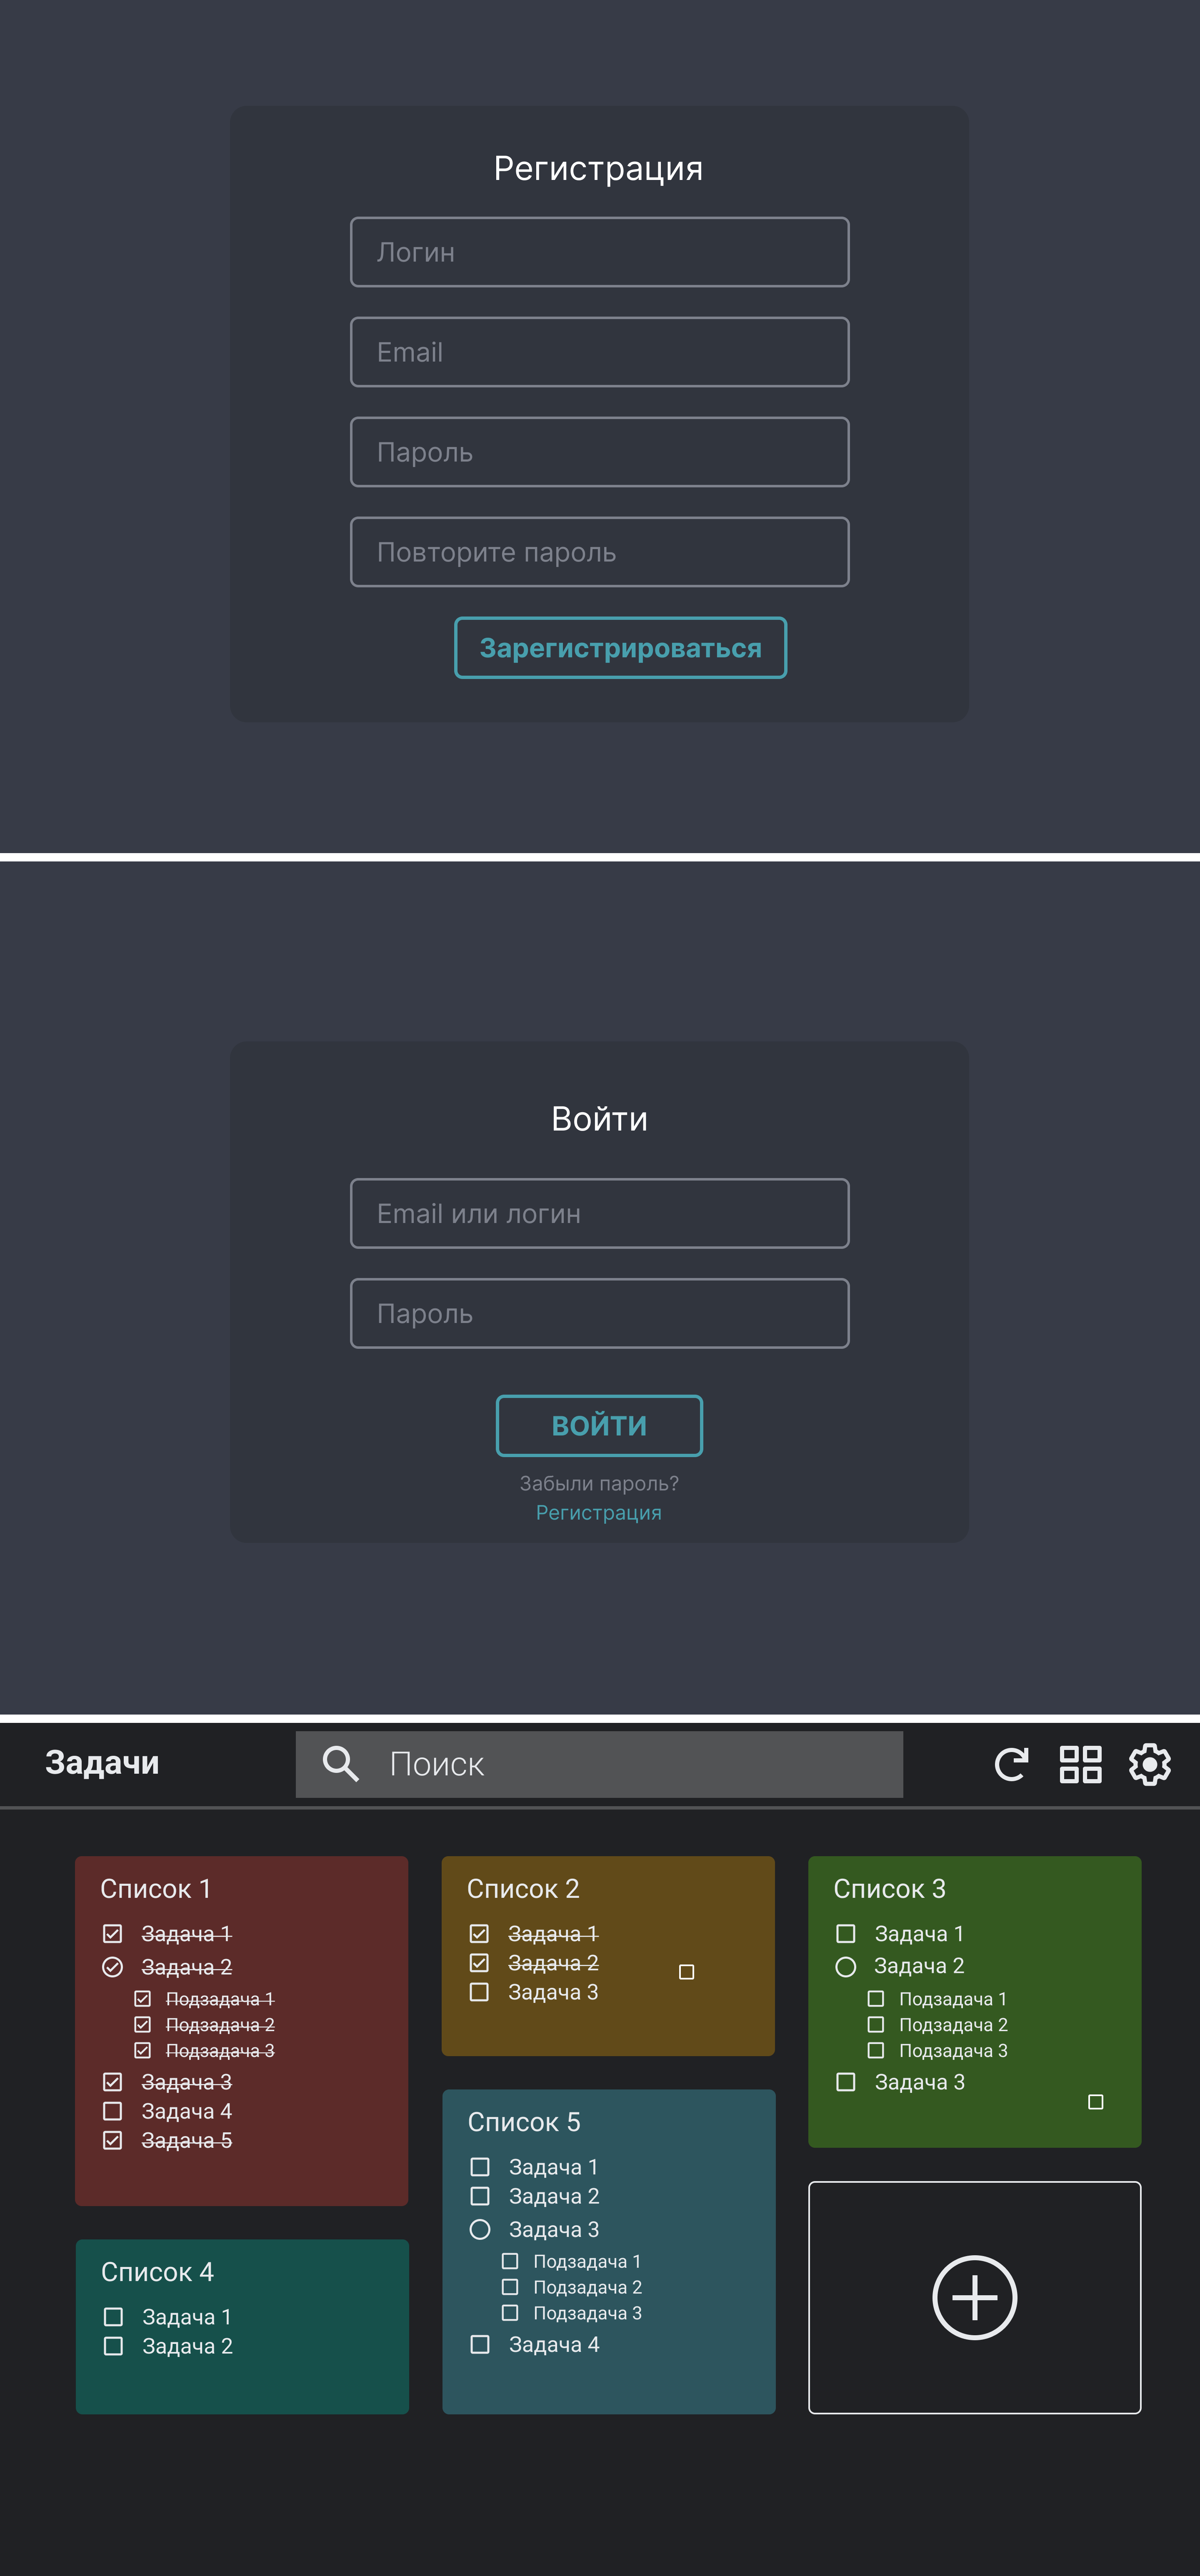 Регистрация
Логин
Email
Пароль
Повторите пароль
Зарегистрироваться
Войти
Email или логин
Пароль
ВОЙТИ
Забыли пароль?
Регистрация
Задачи
Поиск
Список 1
Задача 1
Задача 2
Подзадача 1
Подзадача 2
Подзадача 3
Задача 3
Задача 4
Задача 5
Список 2
Задача 1
Задача 2
Задача 3
Список 3
Задача 1
Задача 2
Подзадача 1
Подзадача 2
Подзадача 3
Задача 3
Список 4
Задача 1
Задача 2
Список 5
Задача 1
Задача 2
Задача 3
Подзадача 1
Подзадача 2
Подзадача 3
Задача 4